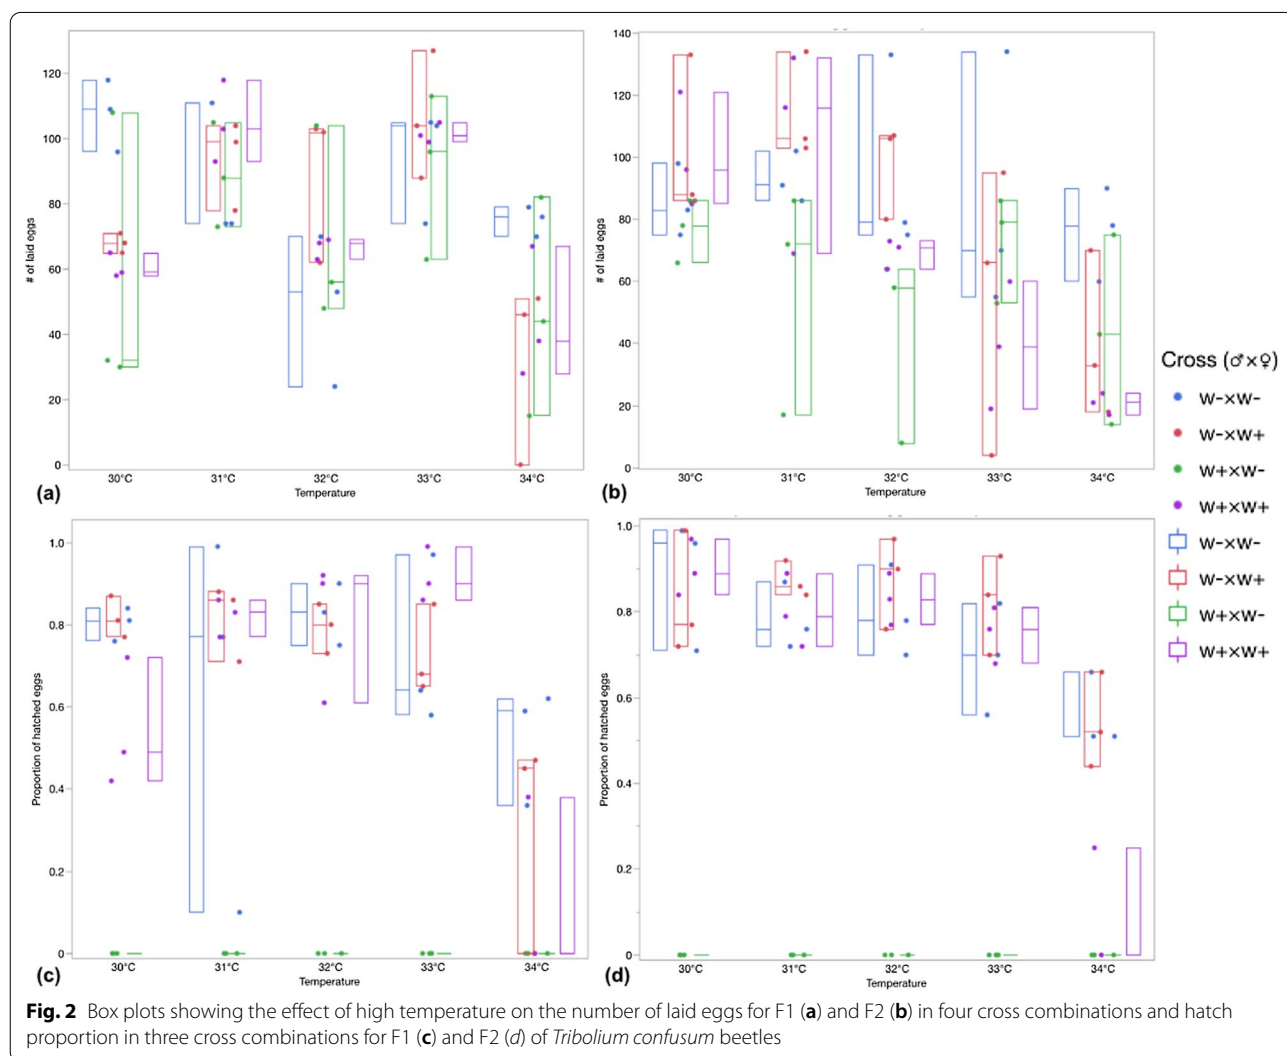 120
100
80
60
40
20
0
# of laid eggs
30°C 31°C 32°C 33°C 34°C
Temperature
(a)
140
120
100
80
60
40
20
0
# of laid eggs
30°C 31°C 32°C 33°C 34°C
Temperature
(b)
1.0
0.8
0.6
0.4
0.2
0
Proportion of hatched eggs
30°C 31°C 32°C 33°C 34°C
Temperature
(c)
1.0
0.8
0.6
0.4
0.2
0
Proportion of hatched eggs
30°C 31°C 32°C 33°C 34°C
Temperature
(d)
Cross (♂×♀)
w-×w-
w-×w+
w+×w-
w+×w+
w-×w-
w-×w+
w+×w-
w+×w+
Fig. 2 Box plots showing the effect of high temperature on the number of laid eggs for F1 (a) and F2 (b) in four cross combinations and hatch
proportion in three cross combinations for F1 (c) and F2 (d) of Tribolium confusum beetles